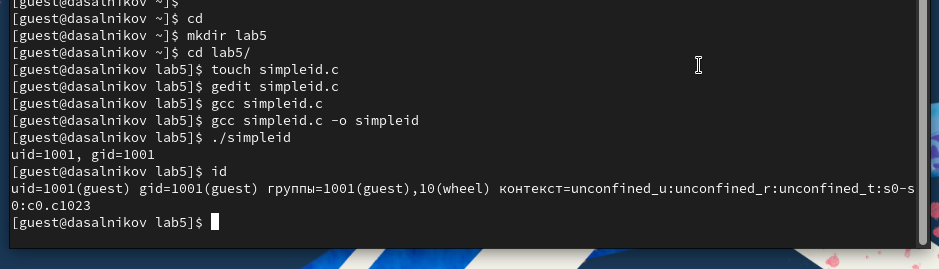 [guest@dasalnikov ~]$
[guest@dasalnikov ~]$ cd
[guest@dasalnikov ~]$ mkdir lab5
[guest@dasalnikov ~]$ cd lab5/
[guest@dasalnikov lab5]$ touch simpleid.c
[guest@dasalnikov lab5]$ gedit simpleid.c
[guest@dasalnikov lab5]$ gcc simpleid.c
[guest@dasalnikov lab5]$ gcc simpleid.c -o simpleid
[guest@dasalnikov lab5]$ ./simpleid
uid=1001, gid=1001
[guest@dasalnikov lab5]$ id
uid=1001(guest) gid=1001(guest) группы=1001(guest),10(wheel) контекст=unconfined_u:unconfined_r:unconfined_t:s0-s
0:c0.c1023
[guest@dasalnikov lab5]$